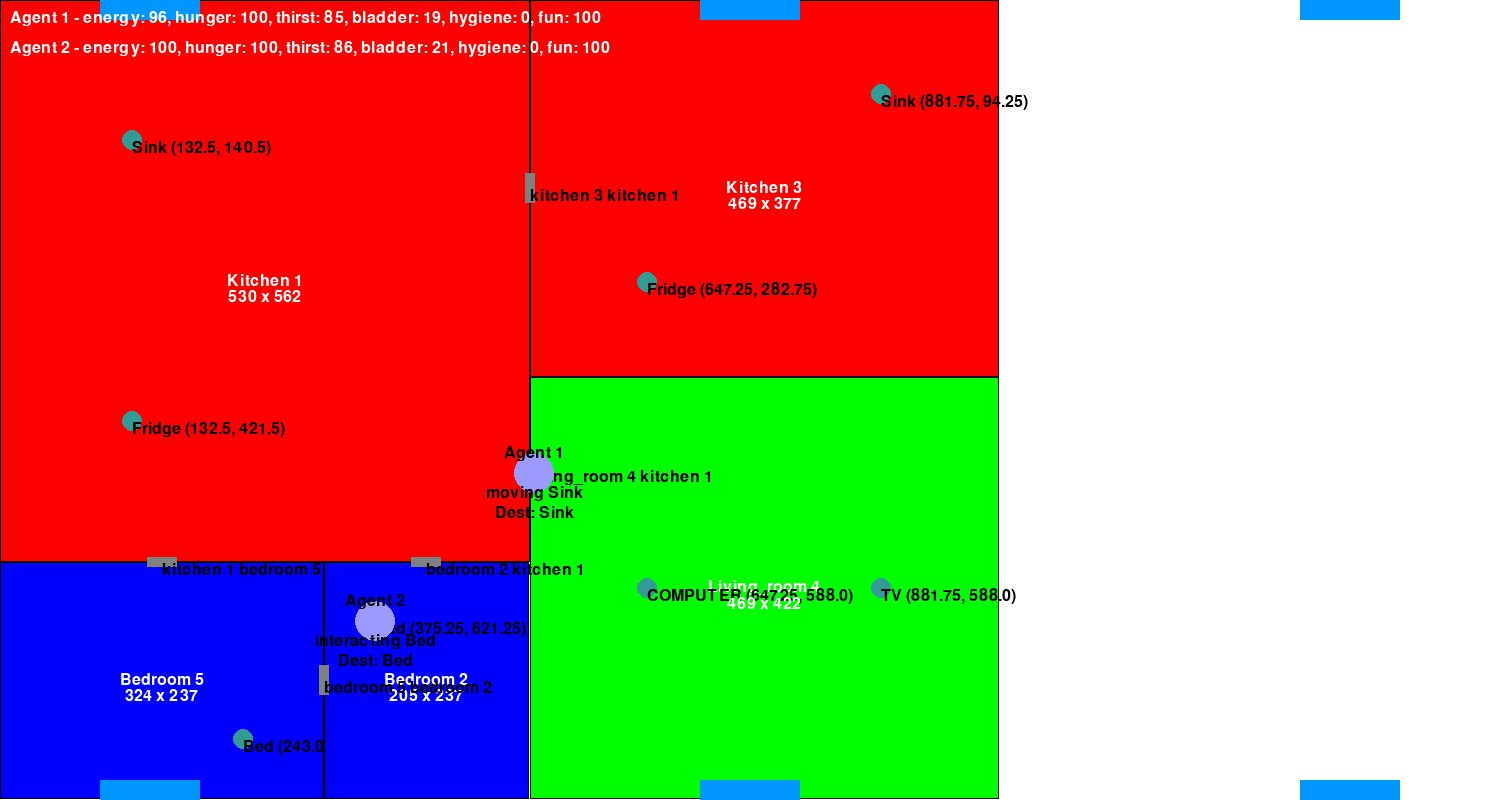 Agent 1 - energy: 96, hunger: 100, thirst: 85, bladder: 19, hygiene: 0, fun: 100
Agent 2 - energy: 100, hunger: 100, thirst: 86, bladder: 21, hygiene: 0, fun: 100
Sink (881.75, 94.25)
Sink (132.5, 140.5)
Kitchen 3
469 x 377
kitchen 3 kitchen 1
Kitchen 1
530 x 562
Fridge (647.25, 282.75)
Fridge (132.5, 421.5)
Agent 1
ng_room 4 kitchen 1
moving Sink
Dest: Sink
kitchen 1 bedroom 5
bedroom 2 kitchen 1
Living_room 4
469 x 422
COMPUTER (647.25, 588.0)
TV (881.75, 588.0)
Agent 2
d (375.25, 621.25)
interacting Bed
Dest: Bed
Bedroom 5
324 x 237
Bedroom 2
205 x 237
bedroom 5 bedroom 2
Bed (243.0